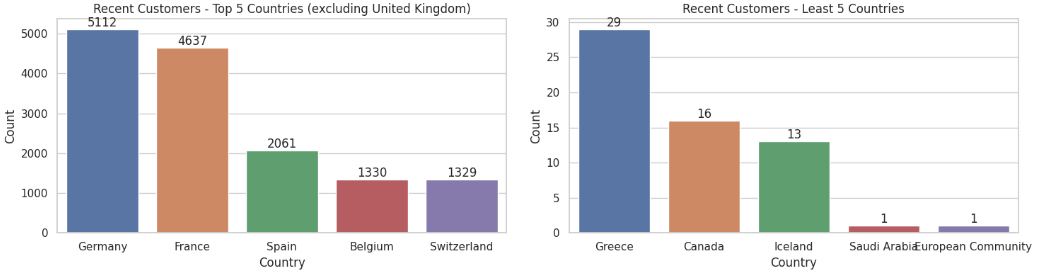 Recent Customers - Top 5 Countries (excluding United Kingdom)
Count
5000
4000
3000
2000
1000
0
5112
4637
2061
1330
1329
Germany France Spain Belgium Switzerland
Country
Recent Customers - Least 5 Countries
Count
30
25
20
15
10
5
0
29
16
13
1
1
Greece Canada Iceland Saudi Arabia European Community
Country